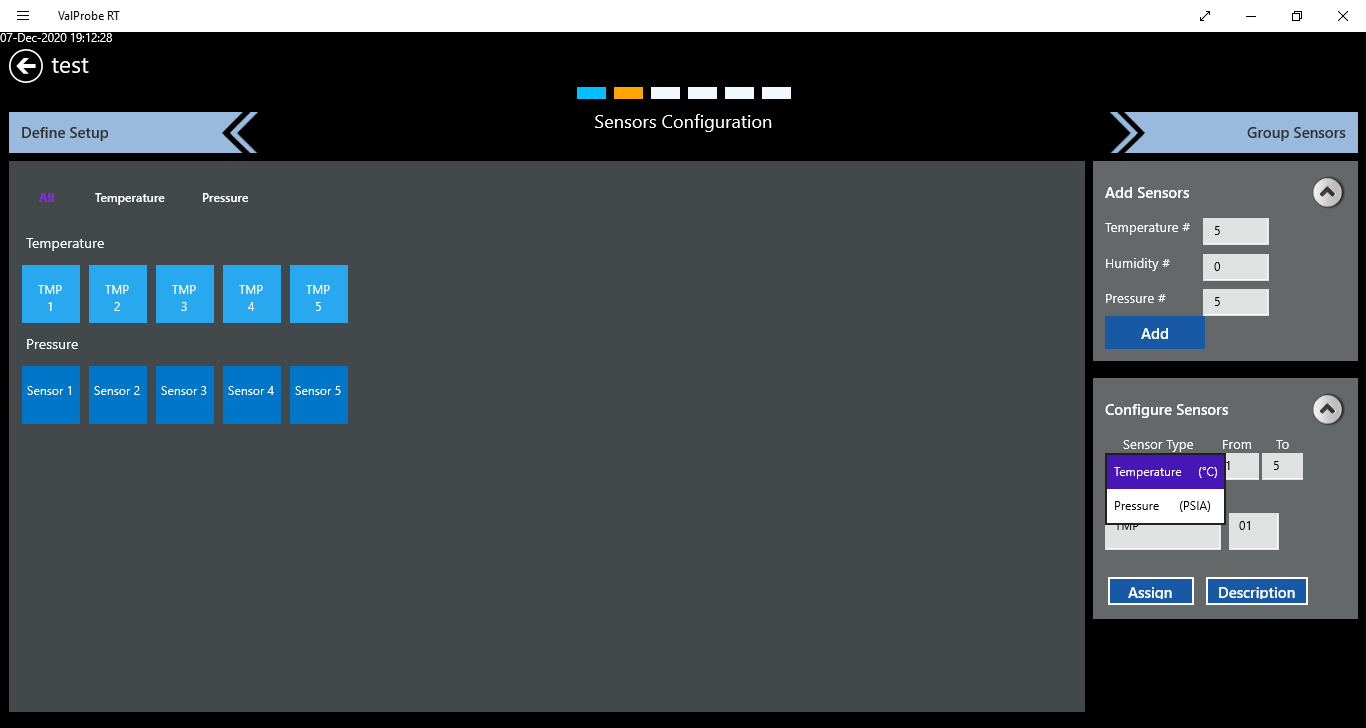 ValProbe RT
07-Dec-2020 19:12:28
test
Sensors Configuration
Define Setup
Group Sensors
All Temperature Pressure
Temperature
TMP 1
TMP 2
TMP 3
TMP 4
TMP 5
Pressure
Sensor 1 Sensor 2 Sensor 3 Sensor 4 Sensor 5
Add Sensors
Temperature # 5
Humidity # 0
Pressure # 5
Add
Configure Sensors
Sensor Type From To
Temperature (°C) 1 5
Pressure (PSIA)
TMP 01
Assign Description